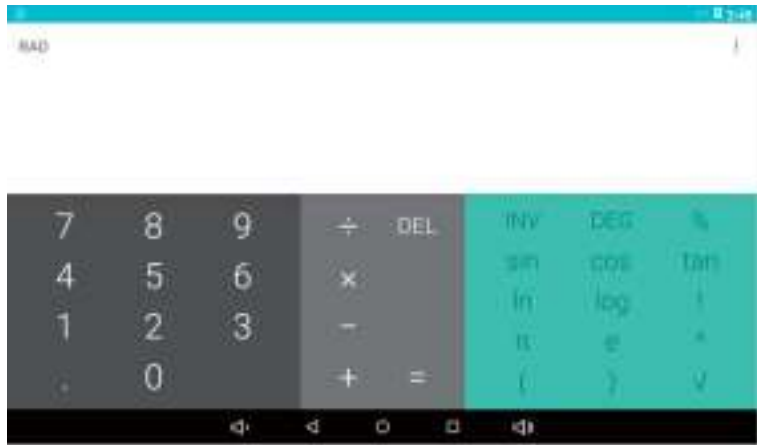 RAD
7 8 9 ÷ DEL INV DEG %
4 5 6 × sin cos tan
1 2 3 − ln log !
π e ^
. 0 + = ( ) √